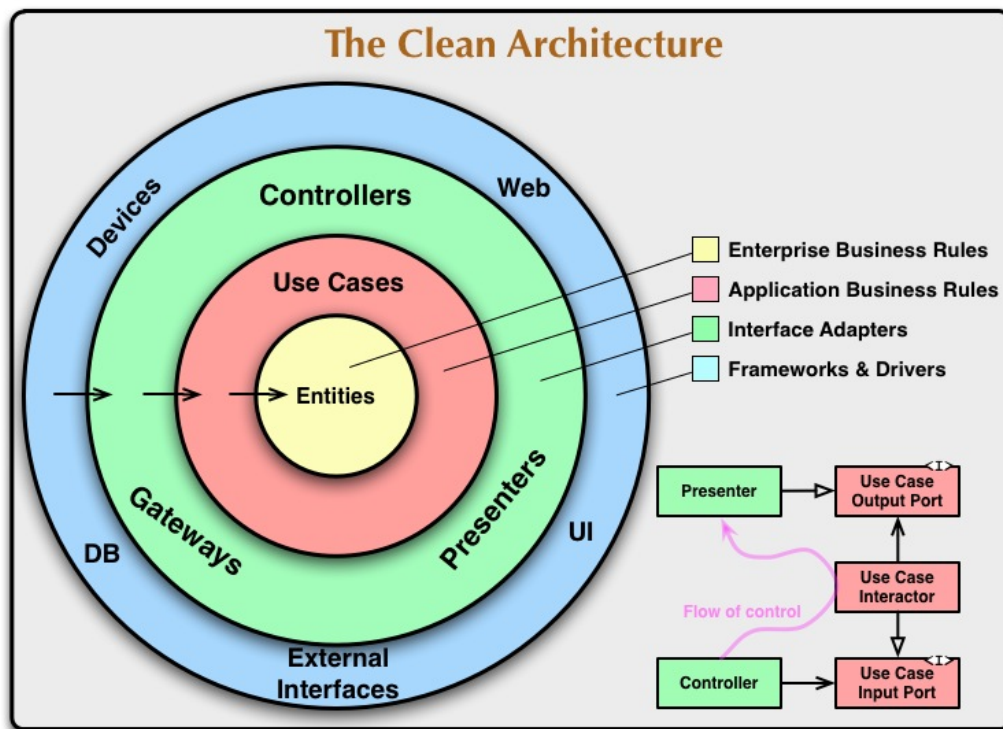 The Clean Architecture
Devices
Web
Controllers
Use Cases
Entities
Gateways
Presenters
DB
UI
External
Interfaces
Enterprise Business Rules
Application Business Rules
Interface Adapters
Frameworks & Drivers
Presenter
<I>
Use Case
Output Port
Flow of control
Use Case
Interactor
Controller
<I>
Use Case
Input Port